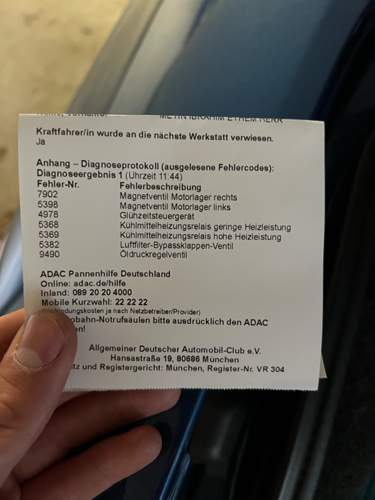 Kraftfahrer/in wurde an die nächste Werkstatt verwiesen.
Ja
Anhang – Diagnoseprotokoll (ausgelesene Fehlercodes):
Diagnoseergebnis 1 (Uhrzeit 11:44)
Fehler-Nr. Fehlerbeschreibung
7902 Magnetventil Motorlager rechts
5398 Magnetventil Motorlager links
4978 Glühzeitsteuergerät
5368 Kühlmittelheizungsrelais geringe Heizleistung
5369 Kühlmittelheizungsrelais hohe Heizleistung
5382 Luftfilter-Bypassklappen-Ventil
9490 Öldruckregelventil
ADAC Pannenhilfe Deutschland
Online: adac.de/hilfe
Inland: 089 20 20 4000
Mobile Kurzwahl: 22 22 22
je nach Netzbetreiber/Provider)
bitte ausdrücklich den ADAC
Allgemeiner Deutscher Automobil-Club e.V.
Hansastraße 19, 80686 München
und Registergericht: München, Register-Nr. VR 304